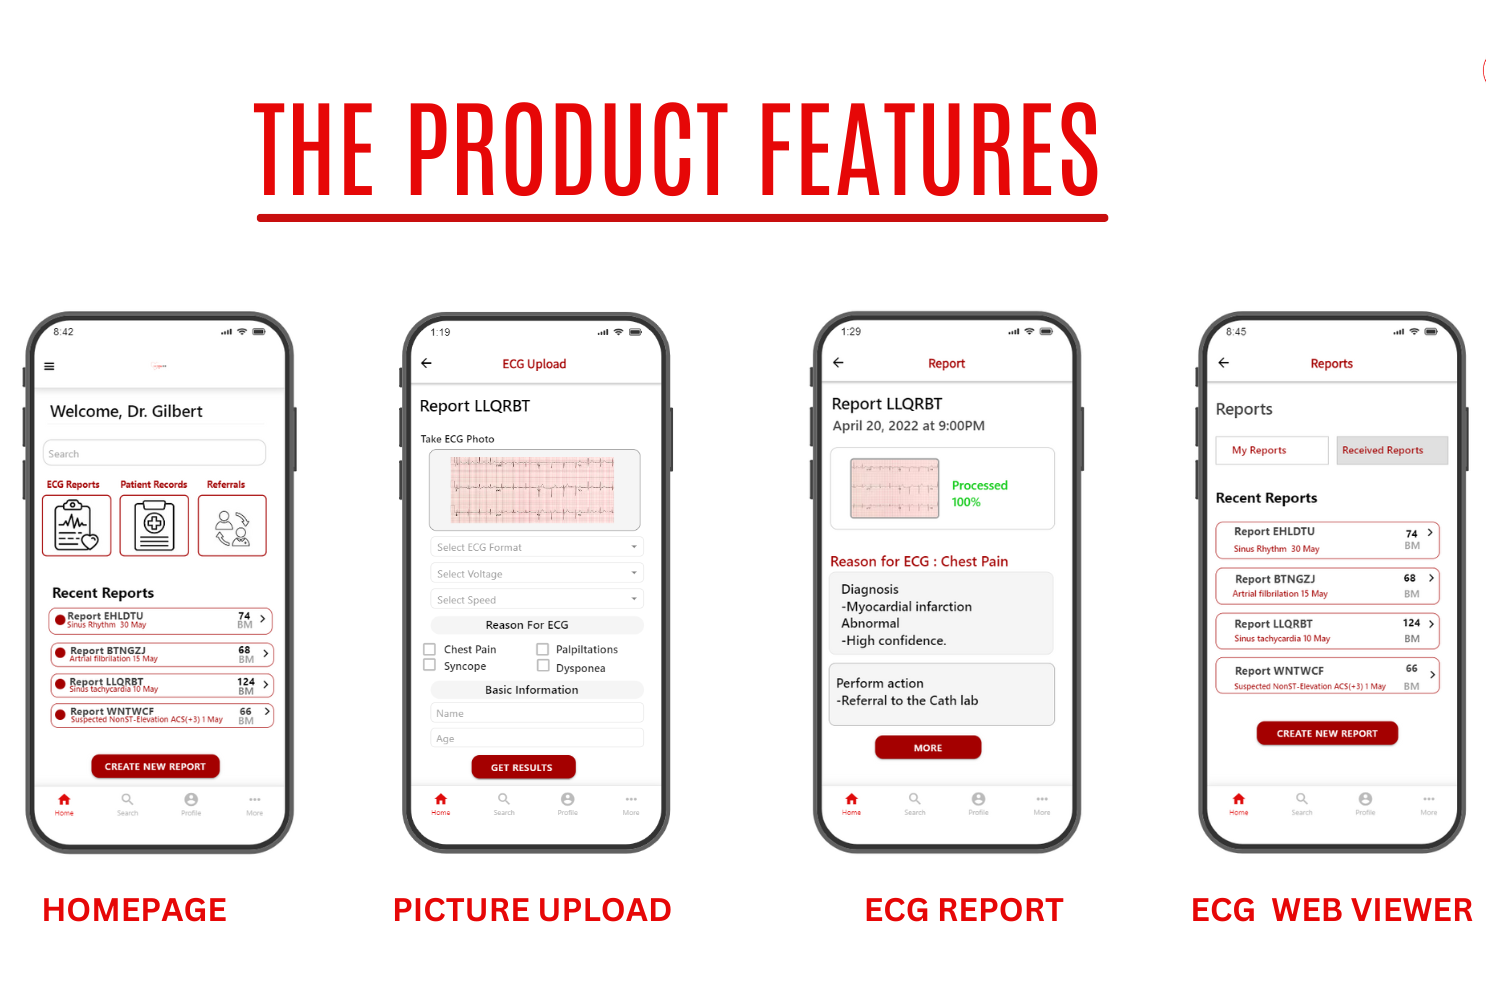 THE PRODUCT FEATURES
8:42
Welcome, Dr. Gilbert
Search
ECG Reports Patient Records Referrals
Recent Reports
Report EHLDTU 74
Sinus Rhythm 30 May BM
Report BTNGZJ 68
Artrial filbrilation 15 May BM
Report LLQRBT 124
Sinus tachycardia 10 May BM
Report WNTWCF 66
Suspected NonST-Elevation ACS(+3) 1 May BM
CREATE NEW REPORT
Home Search Profile More
HOMEPAGE
1:19
ECG Upload
Report LLQRBT
Take ECG Photo
Select ECG Format
Select Voltage
Select Speed
Reason For ECG
Chest Pain Palpiltations
Syncope Dysponea
Basic Information
Name
Age
GET RESULTS
Home Search Profile More
PICTURE UPLOAD
1:29
Report
Report LLQRBT
April 20, 2022 at 9:00PM
Processed
100%
Reason for ECG : Chest Pain
Diagnosis
-Myocardial infarction
Abnormal
-High confidence.
Perform action
-Referral to the Cath lab
MORE
Home Search Profile More
ECG REPORT
8:45
Reports
Reports
My Reports Received Reports
Recent Reports
Report EHLDTU 74
Sinus Rhythm 30 May BM
Report BTNGZJ 68
Artrial filbrilation 15 May BM
Report LLQRBT 124
Sinus tachycardia 10 May BM
Report WNTWCF 66
Suspected NonST-Elevation ACS(+3) 1 May BM
CREATE NEW REPORT
Home Search Profile More
ECG WEB VIEWER